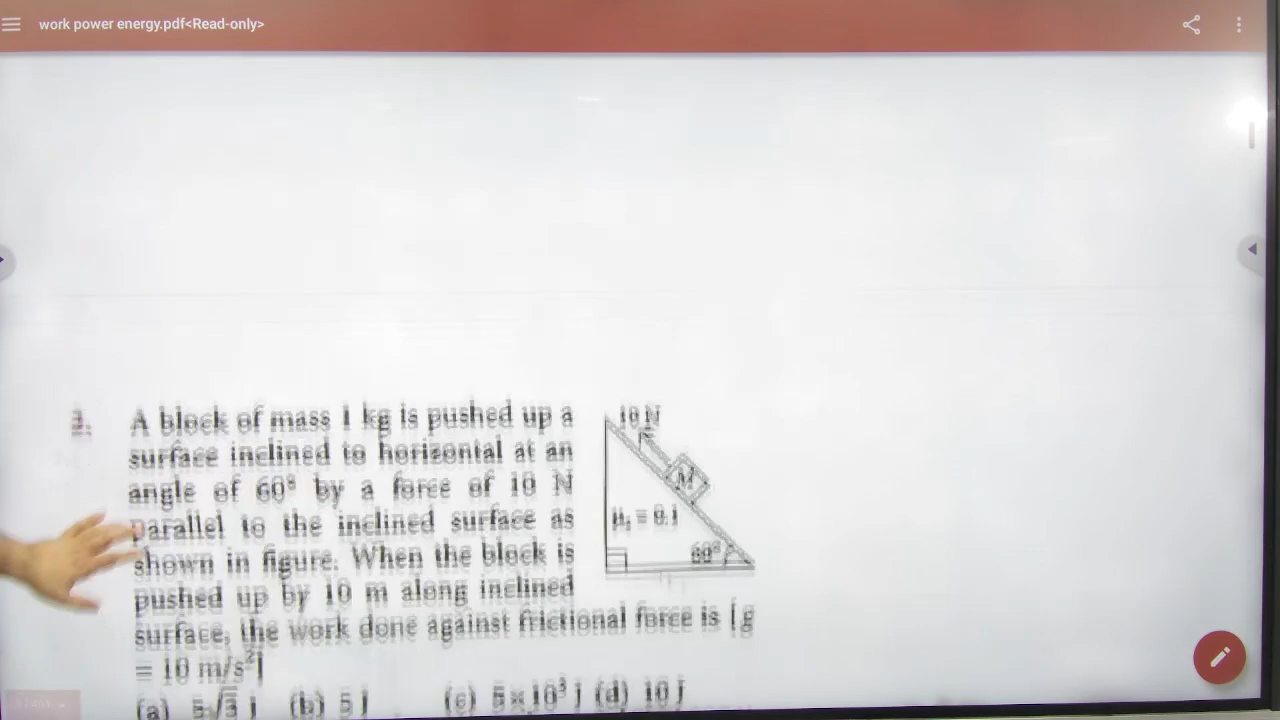 work power energy.pdf<Read-only>
A block of mass 1 kg is pushed up a
surface inclined to horizontal at an
angle of 60° by a force of 10 N
parallel to the inclined surface as
shown in figure. When the block is
pushed up by 10 m along inclined
surface, the work done against frictional force is [g
= 10 m/s²]
(a) 5√3 J (b) 5 J (c) 5×10³ J (d) 10 J
10 N
M
= 0.1
60°